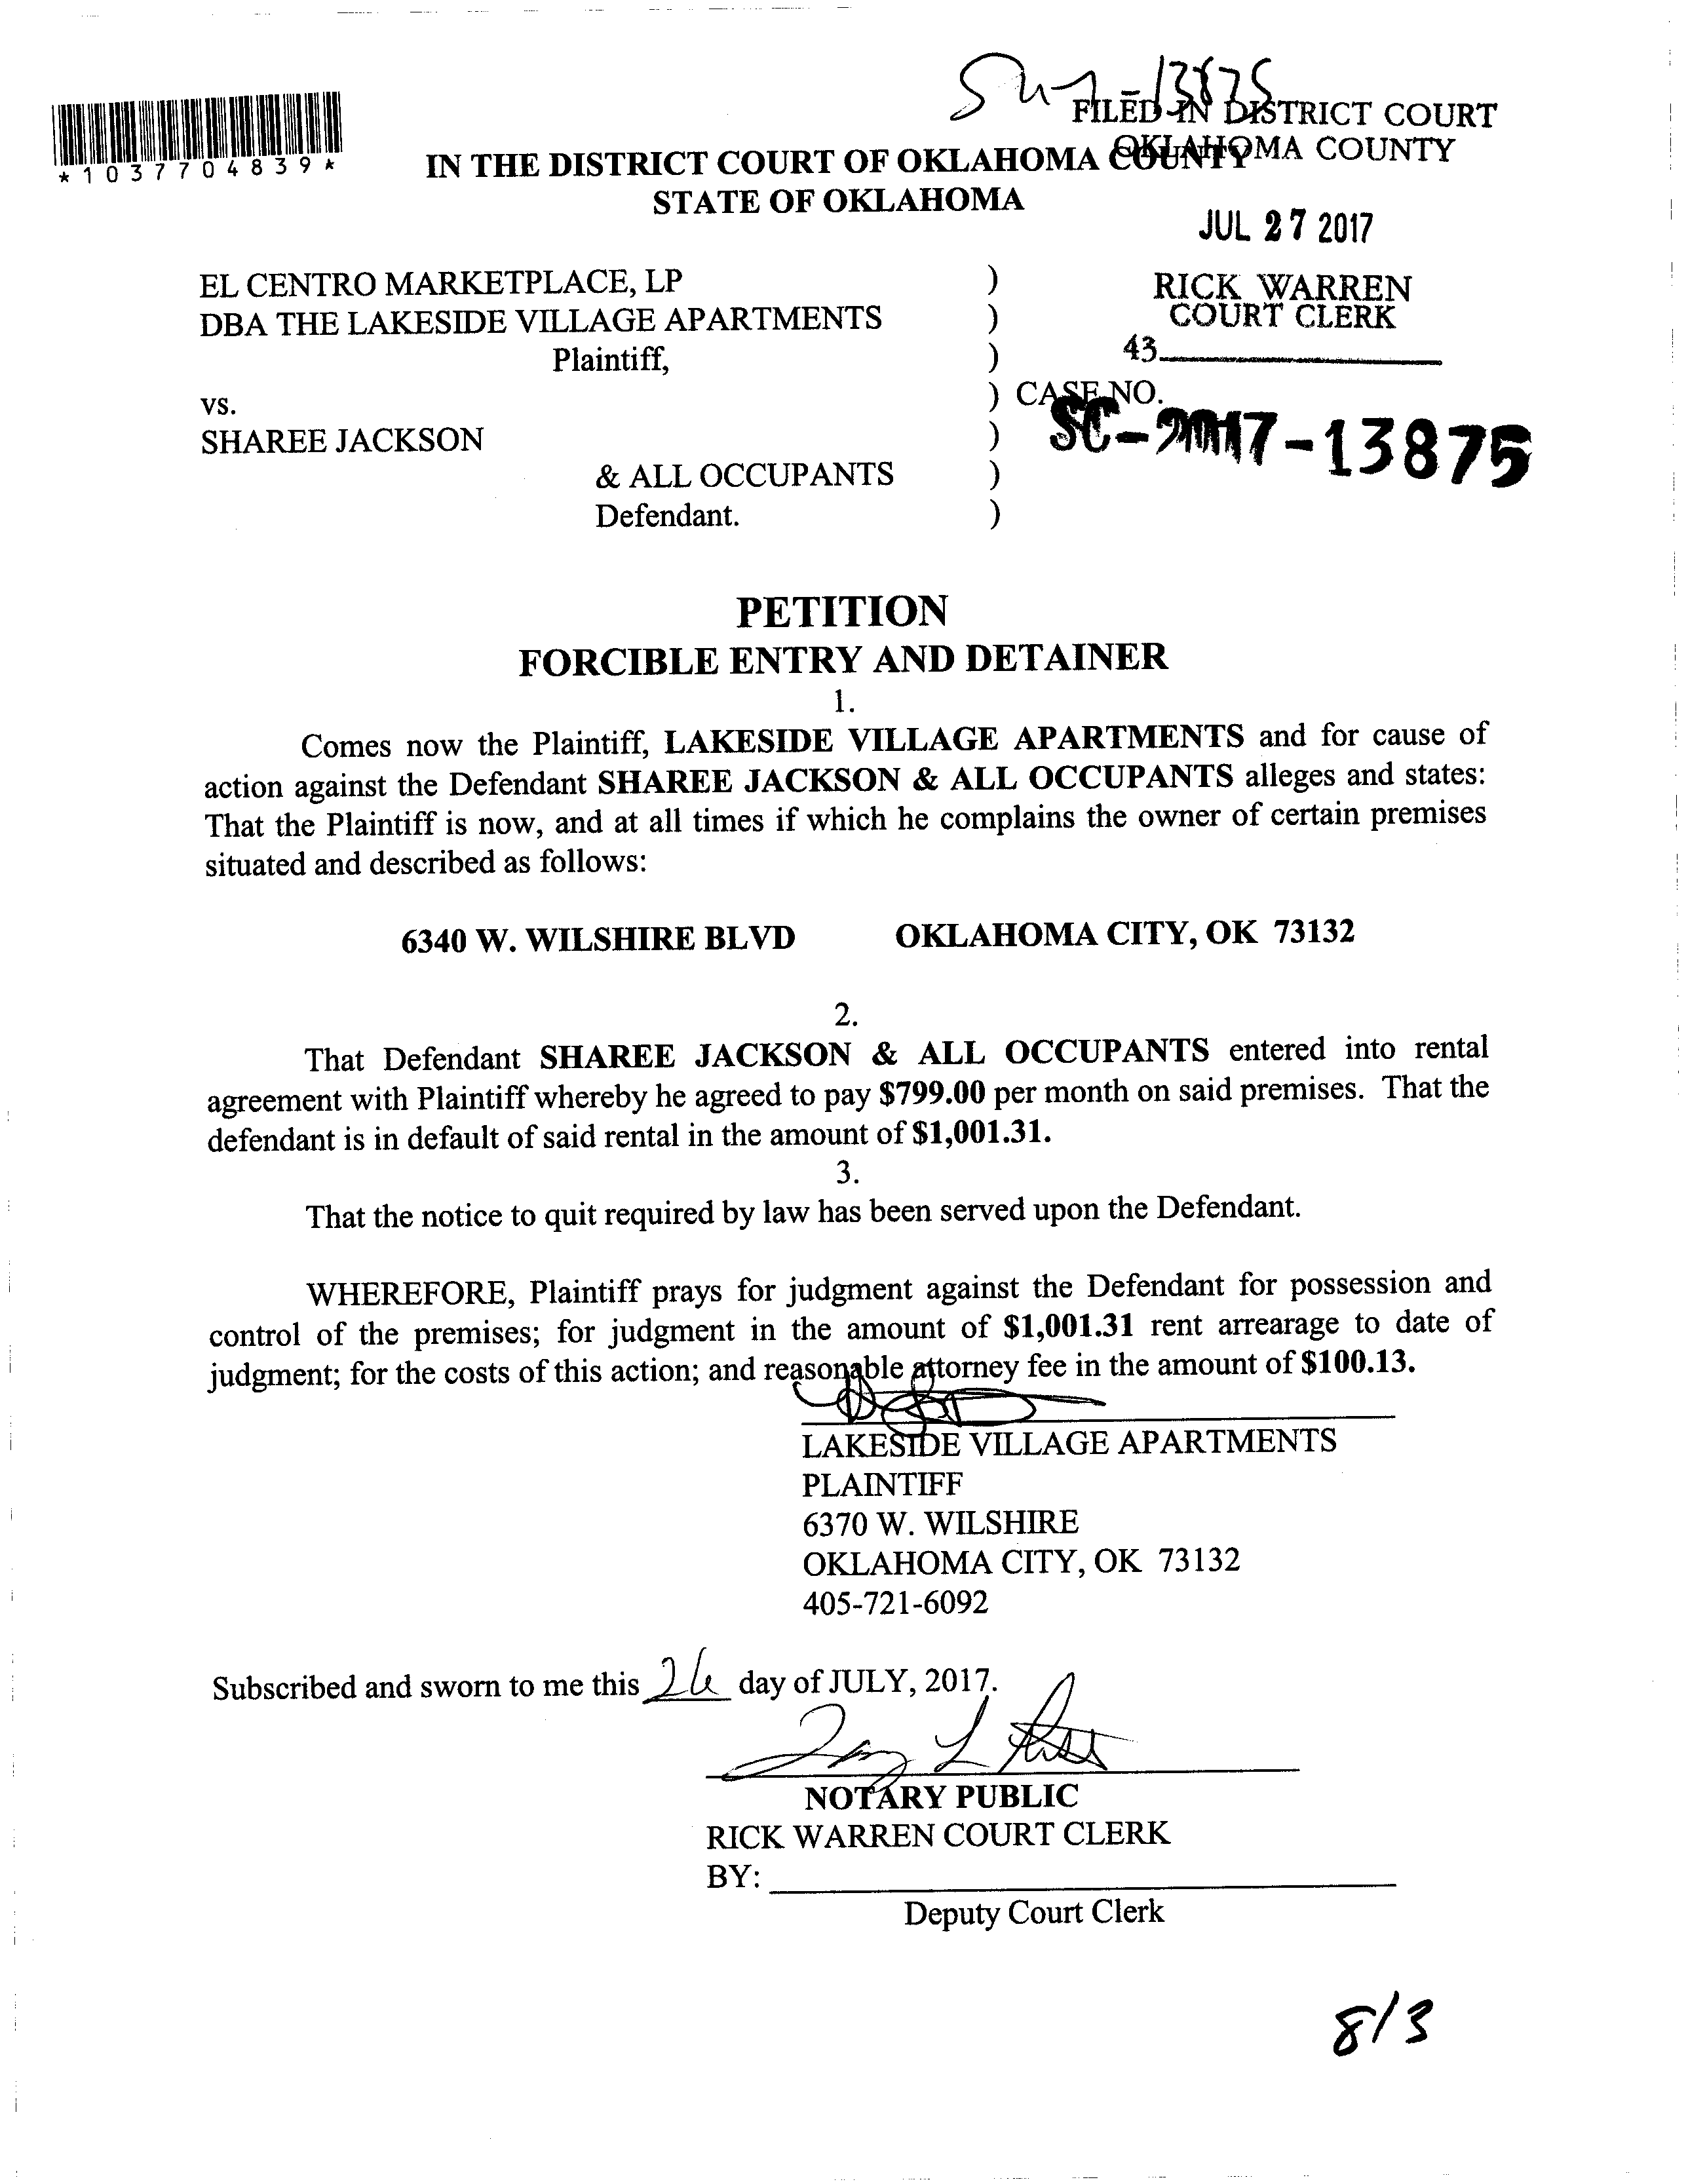 *1037704839*
FILED IN DISTRICT COURT
OKLAHOMA COUNTY
IN THE DISTRICT COURT OF OKLAHOMA COUNTY
STATE OF OKLAHOMA
JUL 27 2017
EL CENTRO MARKETPLACE, LP )
DBA THE LAKESIDE VILLAGE APARTMENTS )
Plaintiff, )
RICK WARREN
COURT CLERK
43
vs. ) CASE NO.
SC-2017-13875
SHAREE JACKSON )
& ALL OCCUPANTS )
Defendant. )
PETITION
FORCIBLE ENTRY AND DETAINER
1.
Comes now the Plaintiff, LAKESIDE VILLAGE APARTMENTS and for cause of
action against the Defendant SHAREE JACKSON & ALL OCCUPANTS alleges and states:
That the Plaintiff is now, and at all times if which he complains the owner of certain premises
situated and described as follows:
6340 W. WILSHIRE BLVD OKLAHOMA CITY, OK 73132
2.
That Defendant SHAREE JACKSON & ALL OCCUPANTS entered into rental
agreement with Plaintiff whereby he agreed to pay $799.00 per month on said premises. That the
defendant is in default of said rental in the amount of $1,001.31.
3.
That the notice to quit required by law has been served upon the Defendant.
WHEREFORE, Plaintiff prays for judgment against the Defendant for possession and
control of the premises; for judgment in the amount of $1,001.31 rent arrearage to date of
judgment; for the costs of this action; and reasonable attorney fee in the amount of $100.13.
LAKESIDE VILLAGE APARTMENTS
PLAINTIFF
6370 W. WILSHIRE
OKLAHOMA CITY, OK 73132
405-721-6092
Subscribed and sworn to me this 26 day of JULY, 2017.
NOTARY PUBLIC
RICK WARREN COURT CLERK
BY:
Deputy Court Clerk
8/3